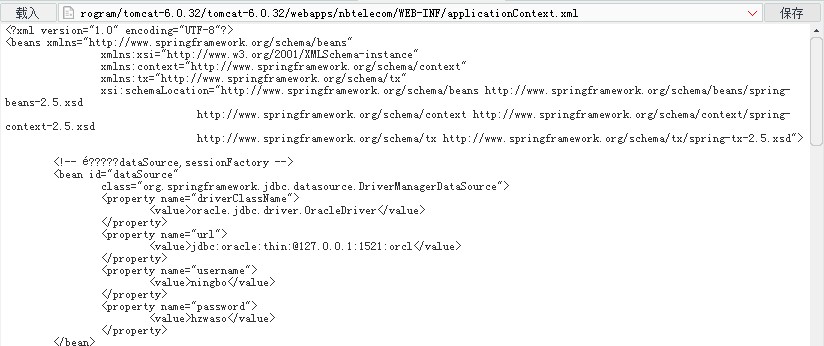 载入 rogram/tomcat-6.0.32/tomcat-6.0.32/webapps/nbtelecom/WEB-INF/applicationContext.xml 保存
<?xml version="1.0" encoding="UTF-8"?>
<beans xmlns="http://www.springframework.org/schema/beans"
xmlns:xsi="http://www.w3.org/2001/XMLSchema-instance"
xmlns:context="http://www.springframework.org/schema/context"
xmlns:tx="http://www.springframework.org/schema/tx"
xsi:schemaLocation="http://www.springframework.org/schema/beans http://www.springframework.org/schema/beans/spring-
beans-2.5.xsd
http://www.springframework.org/schema/context http://www.springframework.org/schema/context/spring-
context-2.5.xsd
http://www.springframework.org/schema/tx http://www.springframework.org/schema/tx/spring-tx-2.5.xsd">
<!-- é?????dataSource,sessionFactory -->
<bean id="dataSource"
class="org.springframework.jdbc.datasource.DriverManagerDataSource">
<property name="driverClassName">
<value>oracle.jdbc.driver.OracleDriver</value>
</property>
<property name="url">
<value>jdbc:oracle:thin:@127.0.0.1:1521:orcl</value>
</property>
<property name="username">
<value>ningbo</value>
</property>
<property name="password">
<value>hzwaso</value>
</property>
</bean>